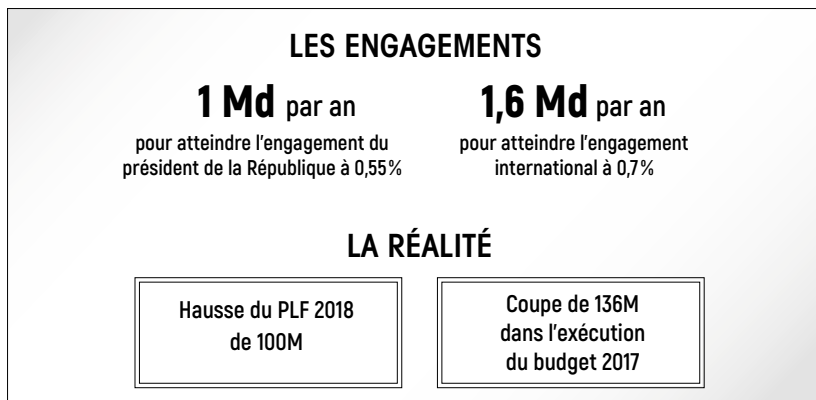 LES ENGAGEMENTS
1 Md par an
pour atteindre l'engagement du
président de la République à 0,55%
1,6 Md par an
pour atteindre l'engagement
international à 0,7%
LA RÉALITÉ
Hausse du PLF 2018
de 100M
Coupe de 136M
dans l'exécution
du budget 2017